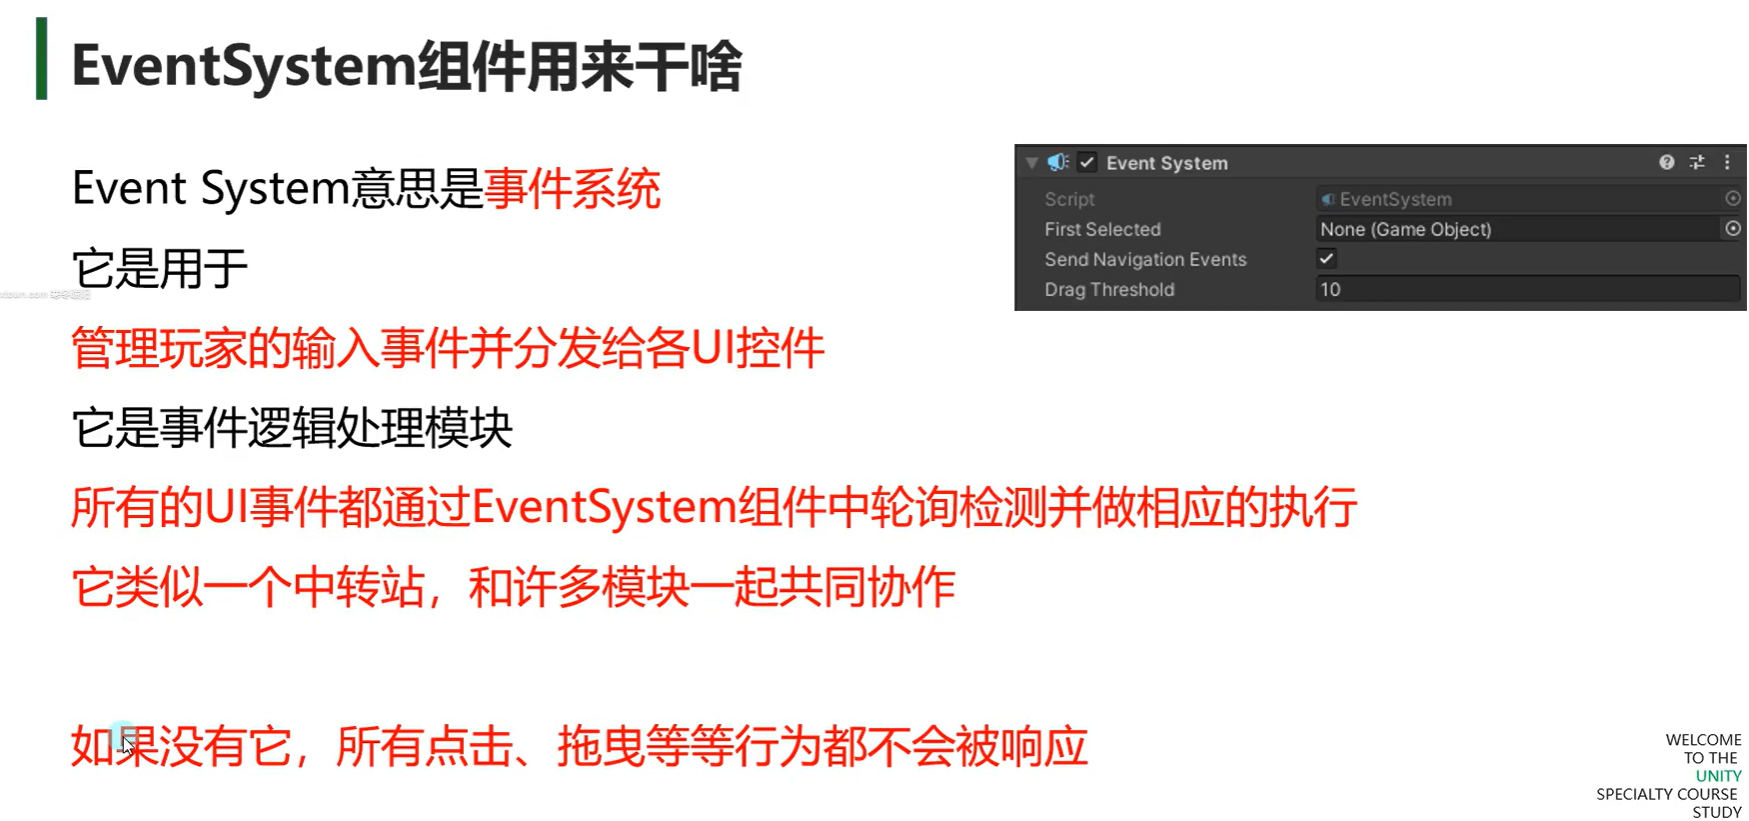 EventSystem组件用来干啥
Event System意思是事件系统
它是用于
管理玩家的输入事件并分发给各UI控件
它是事件逻辑处理模块
所有的UI事件都通过EventSystem组件中轮询检测并做相应的执行
它类似一个中转站，和许多模块一起共同协作
如果没有它，所有点击、拖曳等等行为都不会被响应
Event System
Script EventSystem
First Selected None (Game Object)
Send Navigation Events
Drag Threshold 10
WELCOME
TO THE
UNITY
SPECIALTY COURSE
STUDY